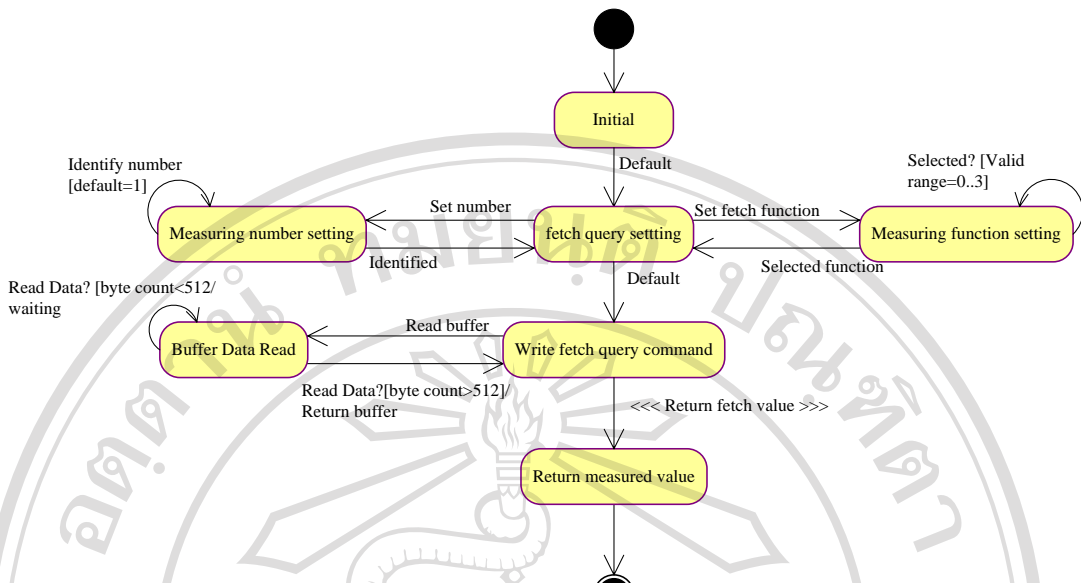 Initial
Default
Identify number
[default=1]
Selected? [Valid
range=0..3]
Set number
Set fetch function
Measuring number setting
fetch query settting
Measuring function setting
Identified
Selected function
Default
Read Data? [byte count<512/
waiting
Read buffer
Buffer Data Read
Write fetch query command
Read Data?[byte count>512]/
Return buffer
<<< Return fetch value >>>
Return measured value